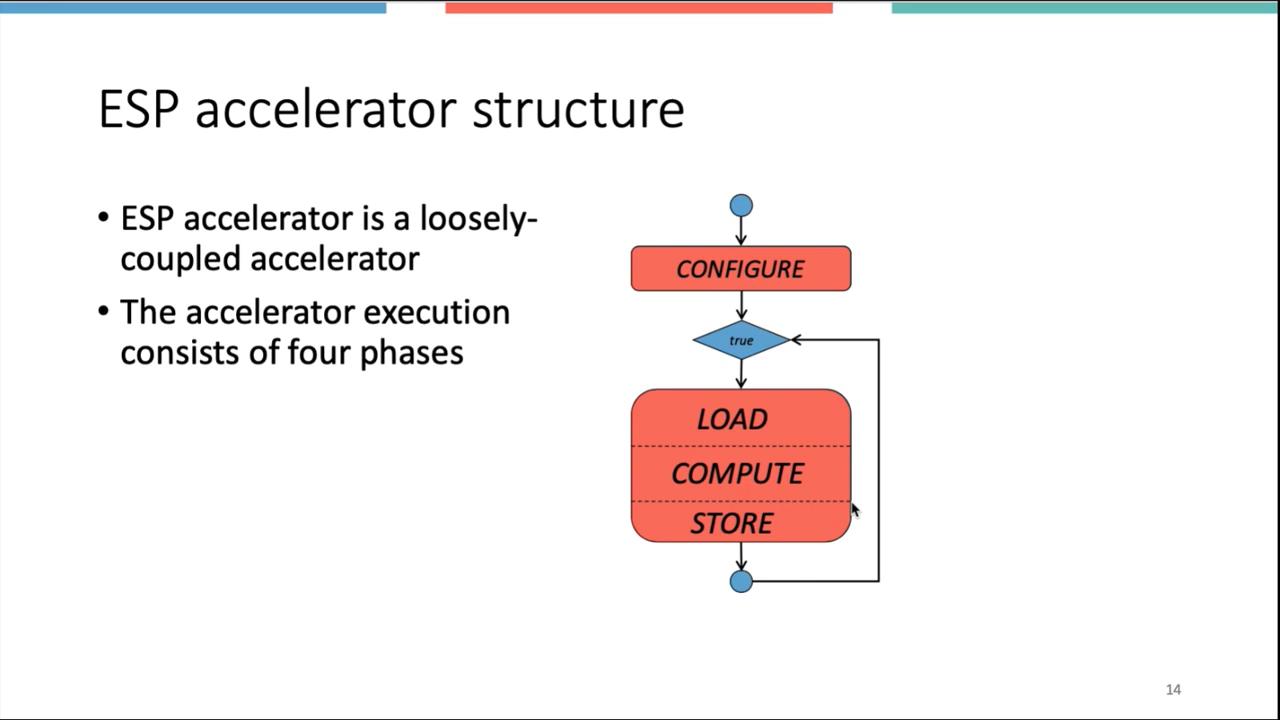 ESP accelerator structure
• ESP accelerator is a loosely-
coupled accelerator
• The accelerator execution
consists of four phases
CONFIGURE
true
LOAD
COMPUTE
STORE
14